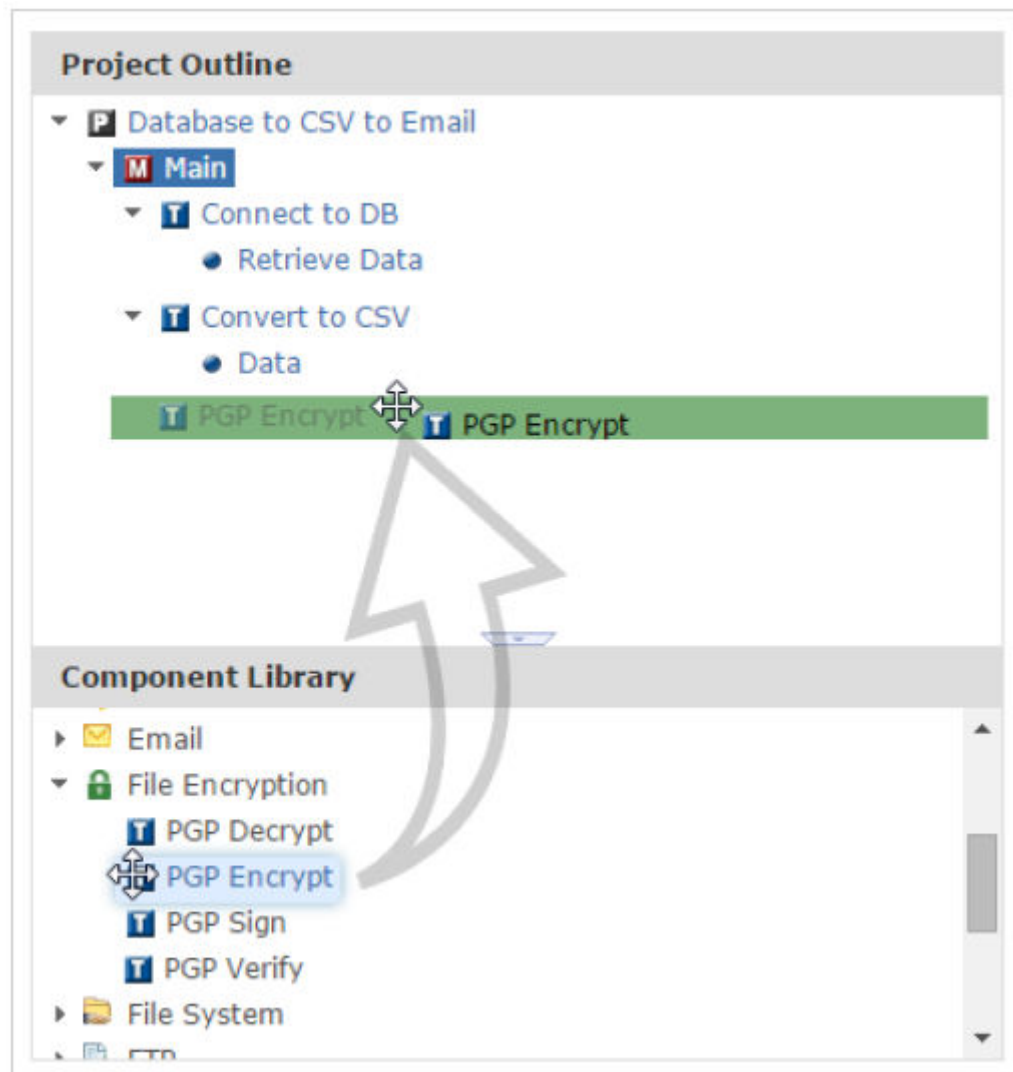 Project Outline
P Database to CSV to Email
M Main
T Connect to DB
Retrieve Data
T Convert to CSV
Data
T PGP Encrypt T PGP Encrypt
Component Library
Email
File Encryption
T PGP Decrypt
PGP Encrypt
T PGP Sign
T PGP Verify
File System
FTP